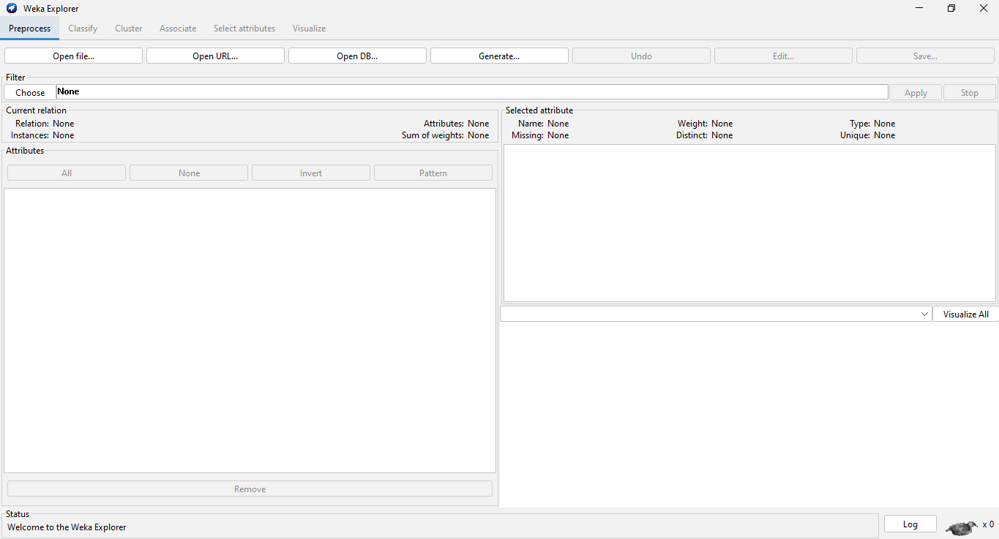 Weka Explorer
Preprocess Classify Cluster Associate Select attributes Visualize
Open file... Open URL... Open DB... Generate... Undo Edit... Save...
Filter
Choose None Apply Stop
Current relation
Relation: None Attributes: None
Instances: None Sum of weights: None
Attributes
All None Invert Pattern
Remove
Selected attribute
Name: None Weight: None Type: None
Missing: None Distinct: None Unique: None
Visualize All
Status
Welcome to the Weka Explorer
Log x 0